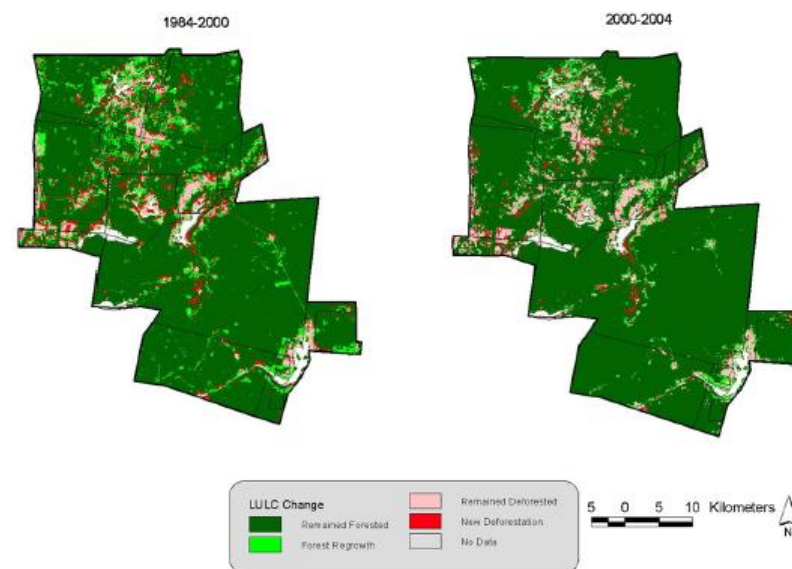 1984-2000
2000-2004
LULC Change
Remained Forested
Forest Regrowth
Remained Deforested
New Deforestation
No Data
5 0 5 10 Kilometers
N